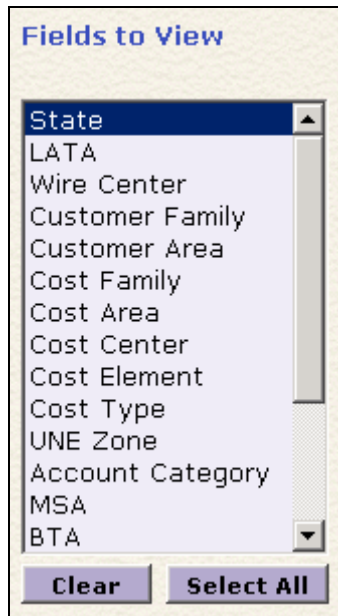 Fields to View
State
LATA
Wire Center
Customer Family
Customer Area
Cost Family
Cost Area
Cost Center
Cost Element
Cost Type
UNE Zone
Account Category
MSA
BTA
Clear Select All